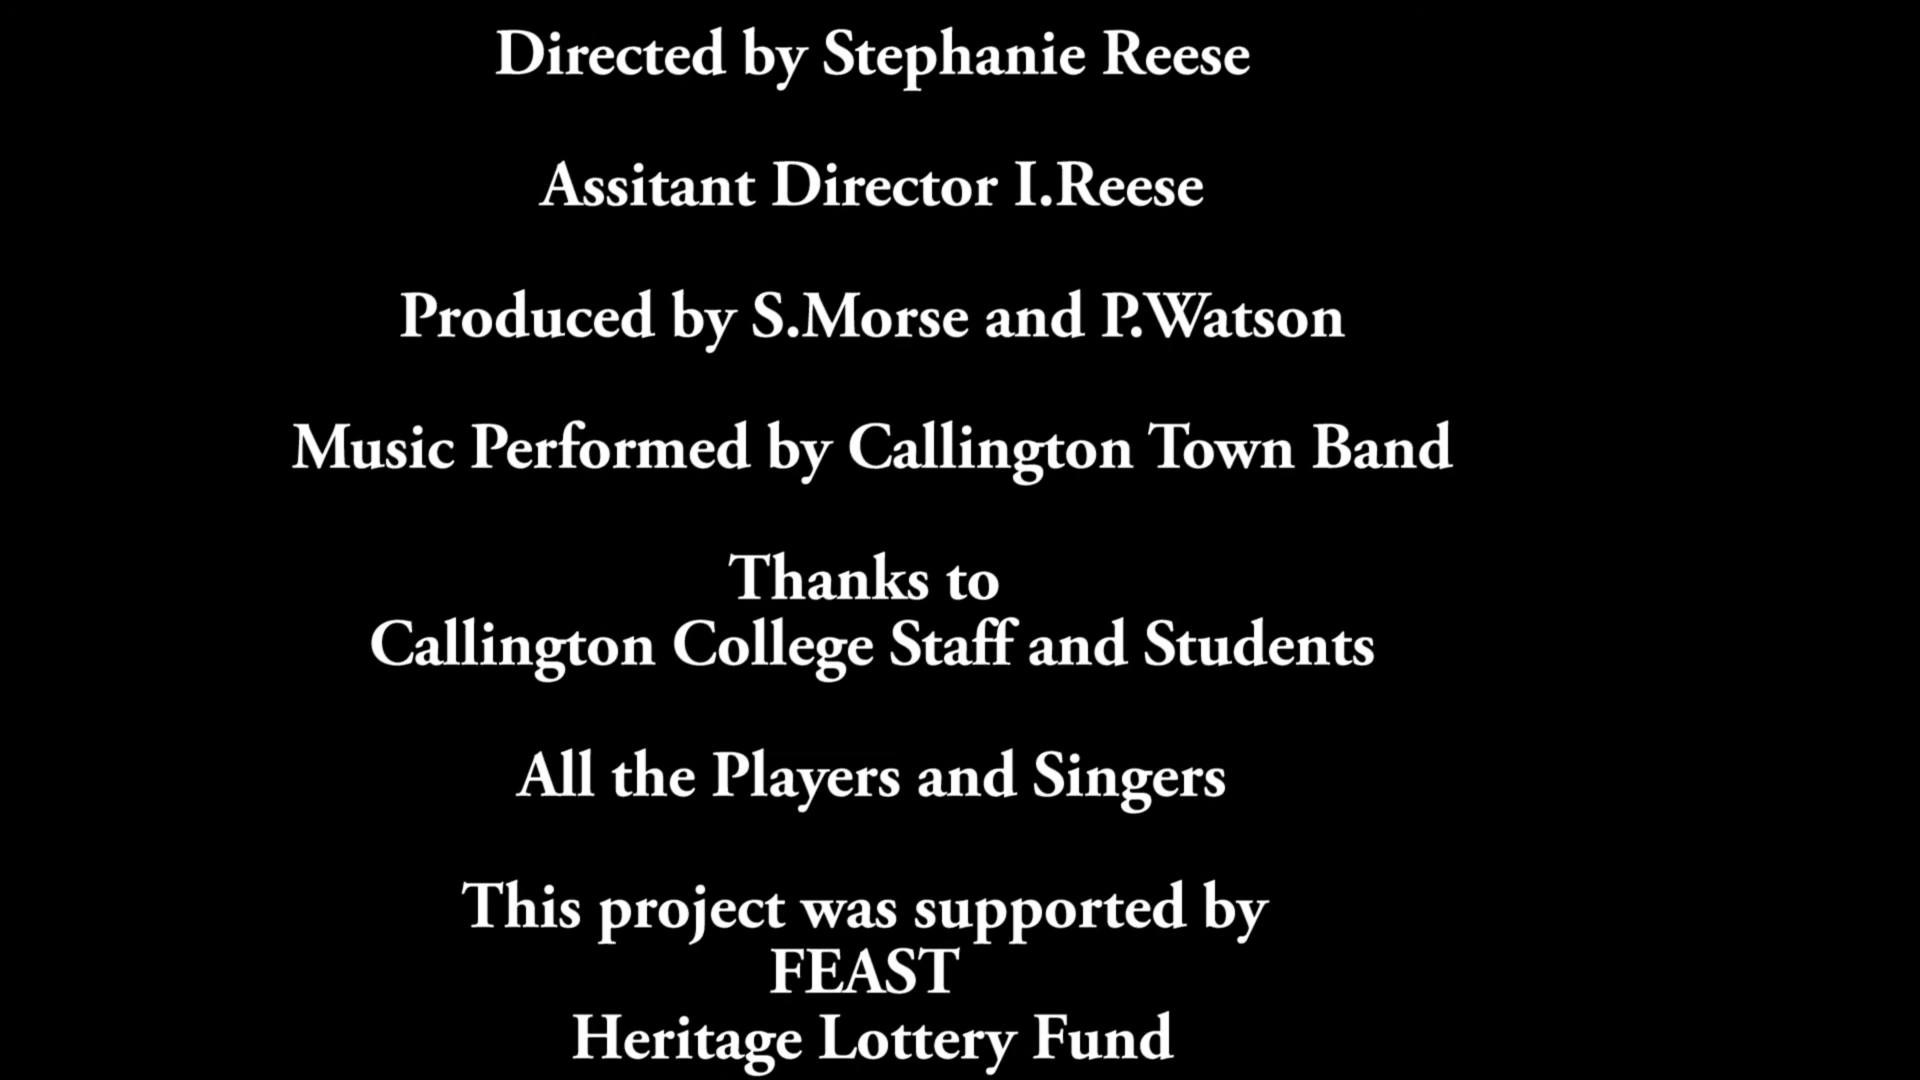 Directed by Stephanie Reese
Assitant Director I.Reese
Produced by S.Morse and P.Watson
Music Performed by Callington Town Band
Thanks to
Callington College Staff and Students
All the Players and Singers
This project was supported by
FEAST
Heritage Lottery Fund